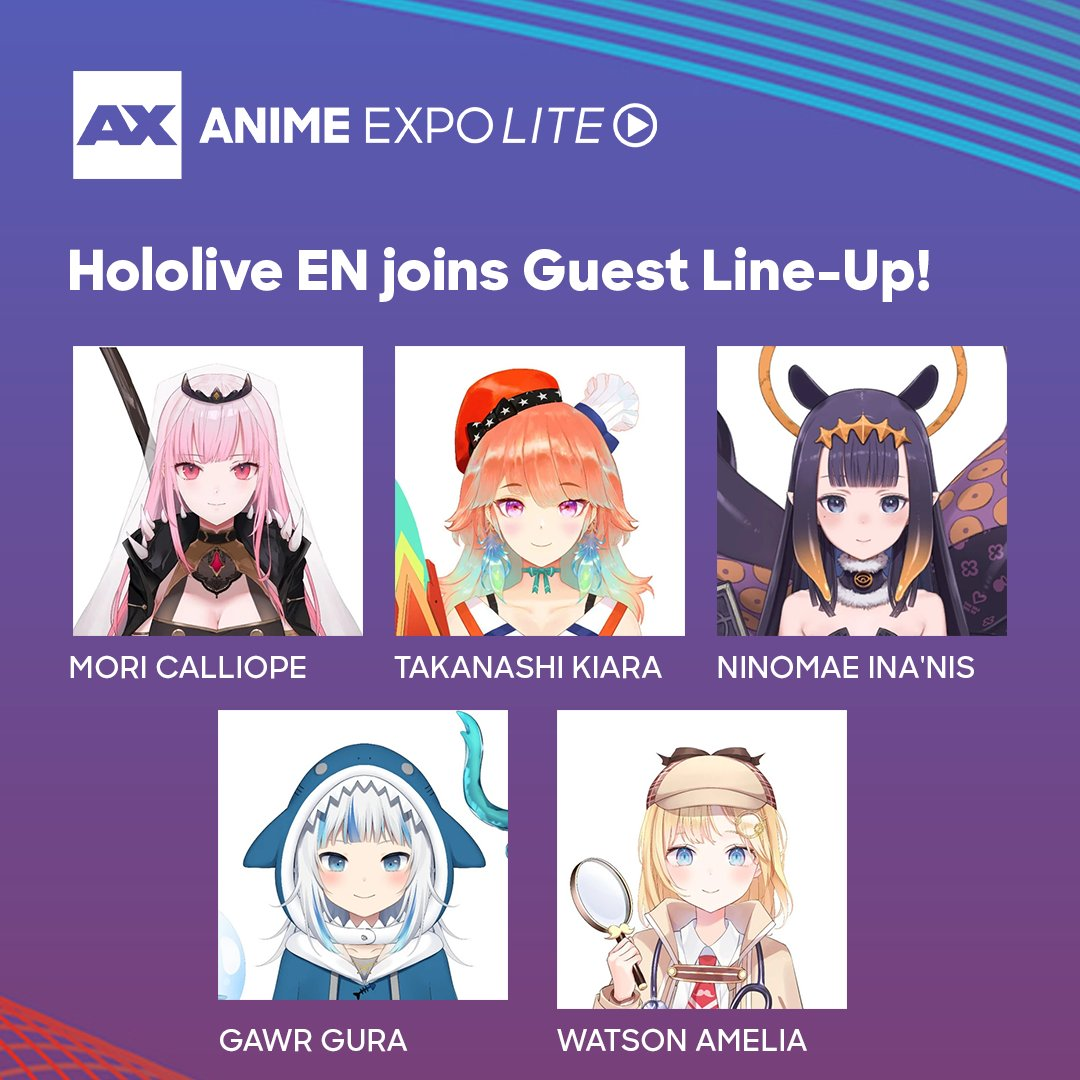 AX ANIME EXPO LITE
Hololive EN joins Guest Line-Up!
MORI CALLIOPE
TAKANASHI KIARA
NINOMAE INA'NIS
GAWR GURA
WATSON AMELIA